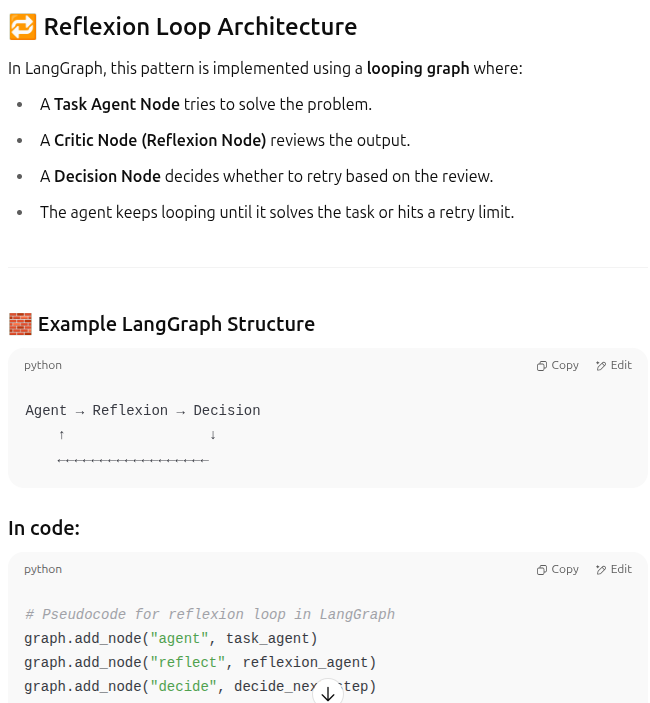 🔁 Reflexion Loop Architecture
In LangGraph, this pattern is implemented using a looping graph where:
• A Task Agent Node tries to solve the problem.
• A Critic Node (Reflexion Node) reviews the output.
• A Decision Node decides whether to retry based on the review.
• The agent keeps looping until it solves the task or hits a retry limit.
🧱 Example LangGraph Structure
python Copy Edit
Agent → Reflexion → Decision
↑ ↓
←←←←←←←←←←←←←←←←←←
In code:
python Copy Edit
# Pseudocode for reflexion loop in LangGraph
graph.add_node("agent", task_agent)
graph.add_node("reflect", reflexion_agent)
graph.add_node("decide", decide_next_step)